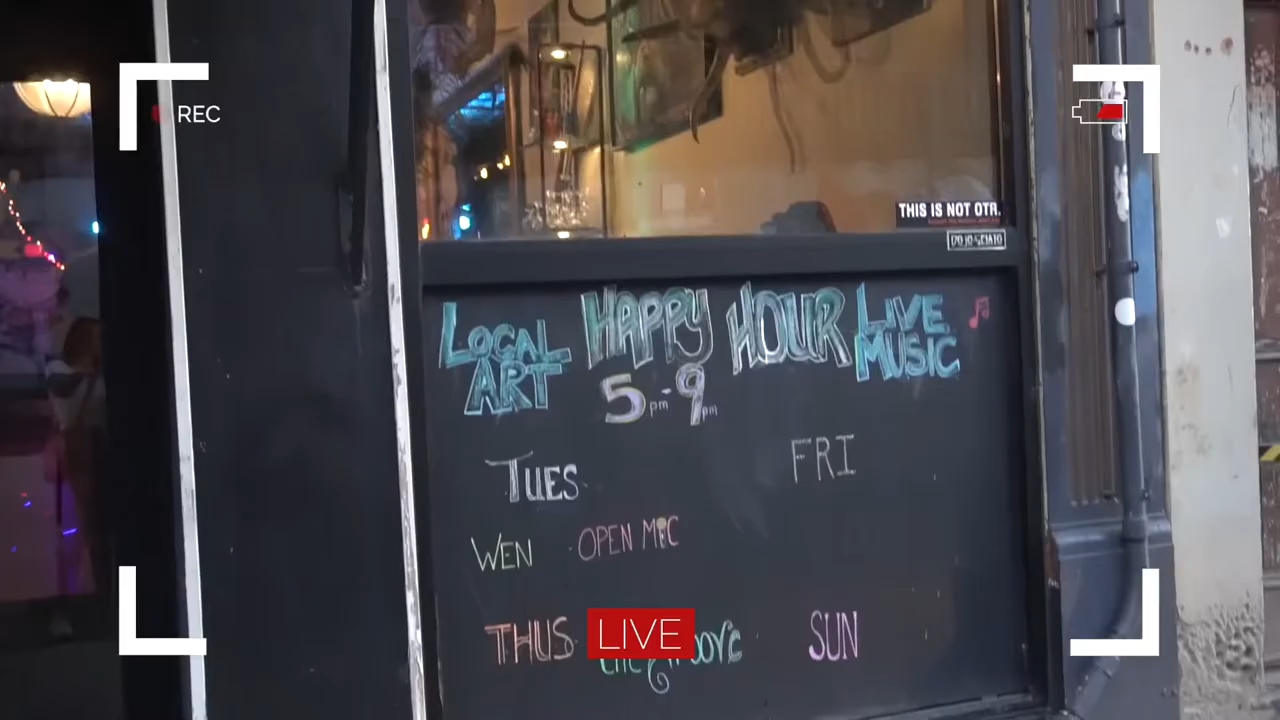 REC
THIS IS NOT OTR.
LOCAL ART
HAPPY HOUR
5pm-9pm
LIVE MUSIC
TUES
FRI
WEN OPEN MIC
THUS
SUN
LIVE